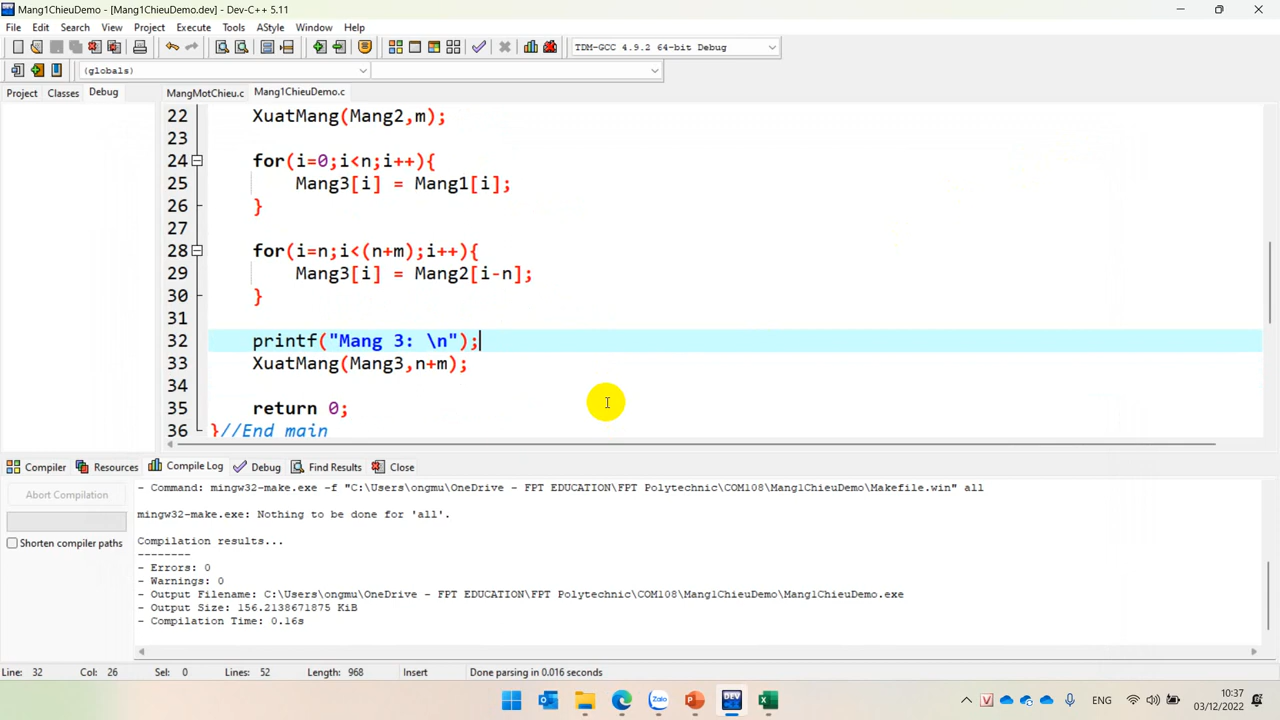 Mang1ChieuDemo - [Mang1ChieuDemo.dev] - Dev-C++ 5.11
File Edit Search View Project Execute Tools AStyle Window Help
TDM-GCC 4.9.2 64-bit Debug
(globals)
Project Classes Debug MangMotChieu.c Mang1ChieuDemo.c
22 XuatMang(Mang2,m);
23
24 for(i=0;i<n;i++){
25 Mang3[i] = Mang1[i];
26 }
27
28 for(i=n;i<(n+m);i++){
29 Mang3[i] = Mang2[i-n];
30 }
31
32 printf("Mang 3: \n");
33 XuatMang(Mang3,n+m);
34
35 return 0;
36 }//End main
Compiler Resources Compile Log Debug Find Results Close
Abort Compilation
Shorten compiler paths
- Command: mingw32-make.exe -f "C:\Users\ongmu\OneDrive - FPT EDUCATION\FPT Polytechnic\COM108\Mang1ChieuDemo\Makefile.win" all
mingw32-make.exe: Nothing to be done for 'all'.
Compilation results...
--------
- Errors: 0
- Warnings: 0
- Output Filename: C:\Users\ongmu\OneDrive - FPT EDUCATION\FPT Polytechnic\COM108\Mang1ChieuDemo\Mang1ChieuDemo.exe
- Output Size: 156.2138671875 KiB
- Compilation Time: 0.16s
Line: 32 Col: 26 Sel: 0 Lines: 52 Length: 968 Insert Done parsing in 0.016 seconds
Zalo DEV
ENG 10:37
03/12/2022